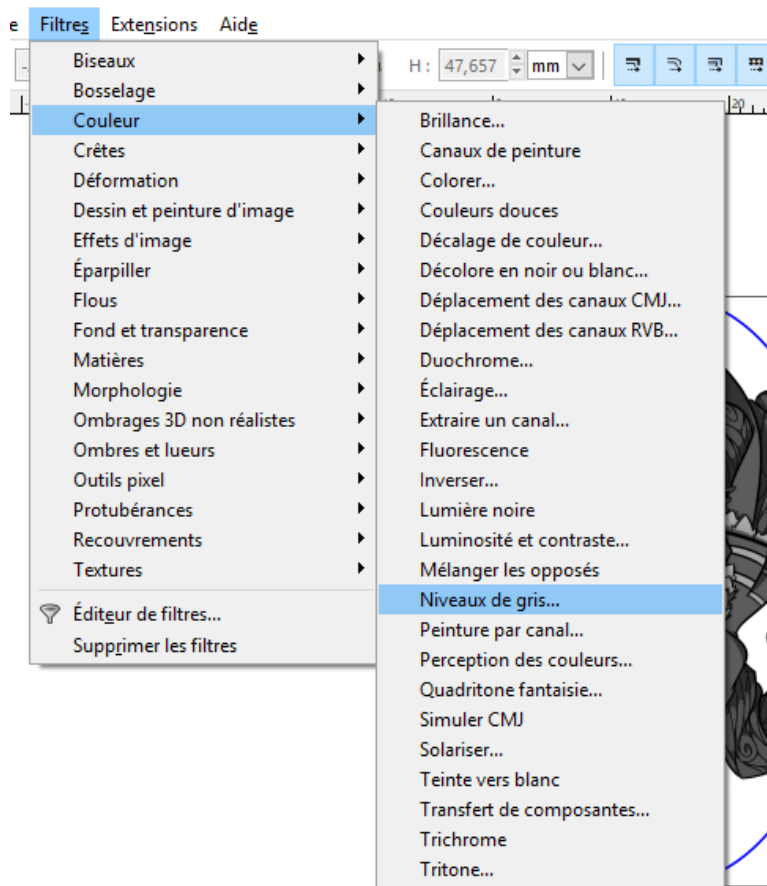 e Filtres Extensions Aide
H : 47,657 mm
20
Biseaux
Bosselage
Couleur
Crêtes
Déformation
Dessin et peinture d'image
Effets d'image
Éparpiller
Flous
Fond et transparence
Matières
Morphologie
Ombrages 3D non réalistes
Ombres et lueurs
Outils pixel
Protubérances
Recouvrements
Textures
Éditeur de filtres...
Supprimer les filtres
Brillance...
Canaux de peinture
Colorer...
Couleurs douces
Décalage de couleur...
Décolore en noir ou blanc...
Déplacement des canaux CMJ...
Déplacement des canaux RVB...
Duochrome...
Éclairage...
Extraire un canal...
Fluorescence
Inverser...
Lumière noire
Luminosité et contraste...
Mélanger les opposés
Niveaux de gris...
Peinture par canal...
Perception des couleurs...
Quadritone fantaisie...
Simuler CMJ
Solariser...
Teinte vers blanc
Transfert de composantes...
Trichrome
Tritone...